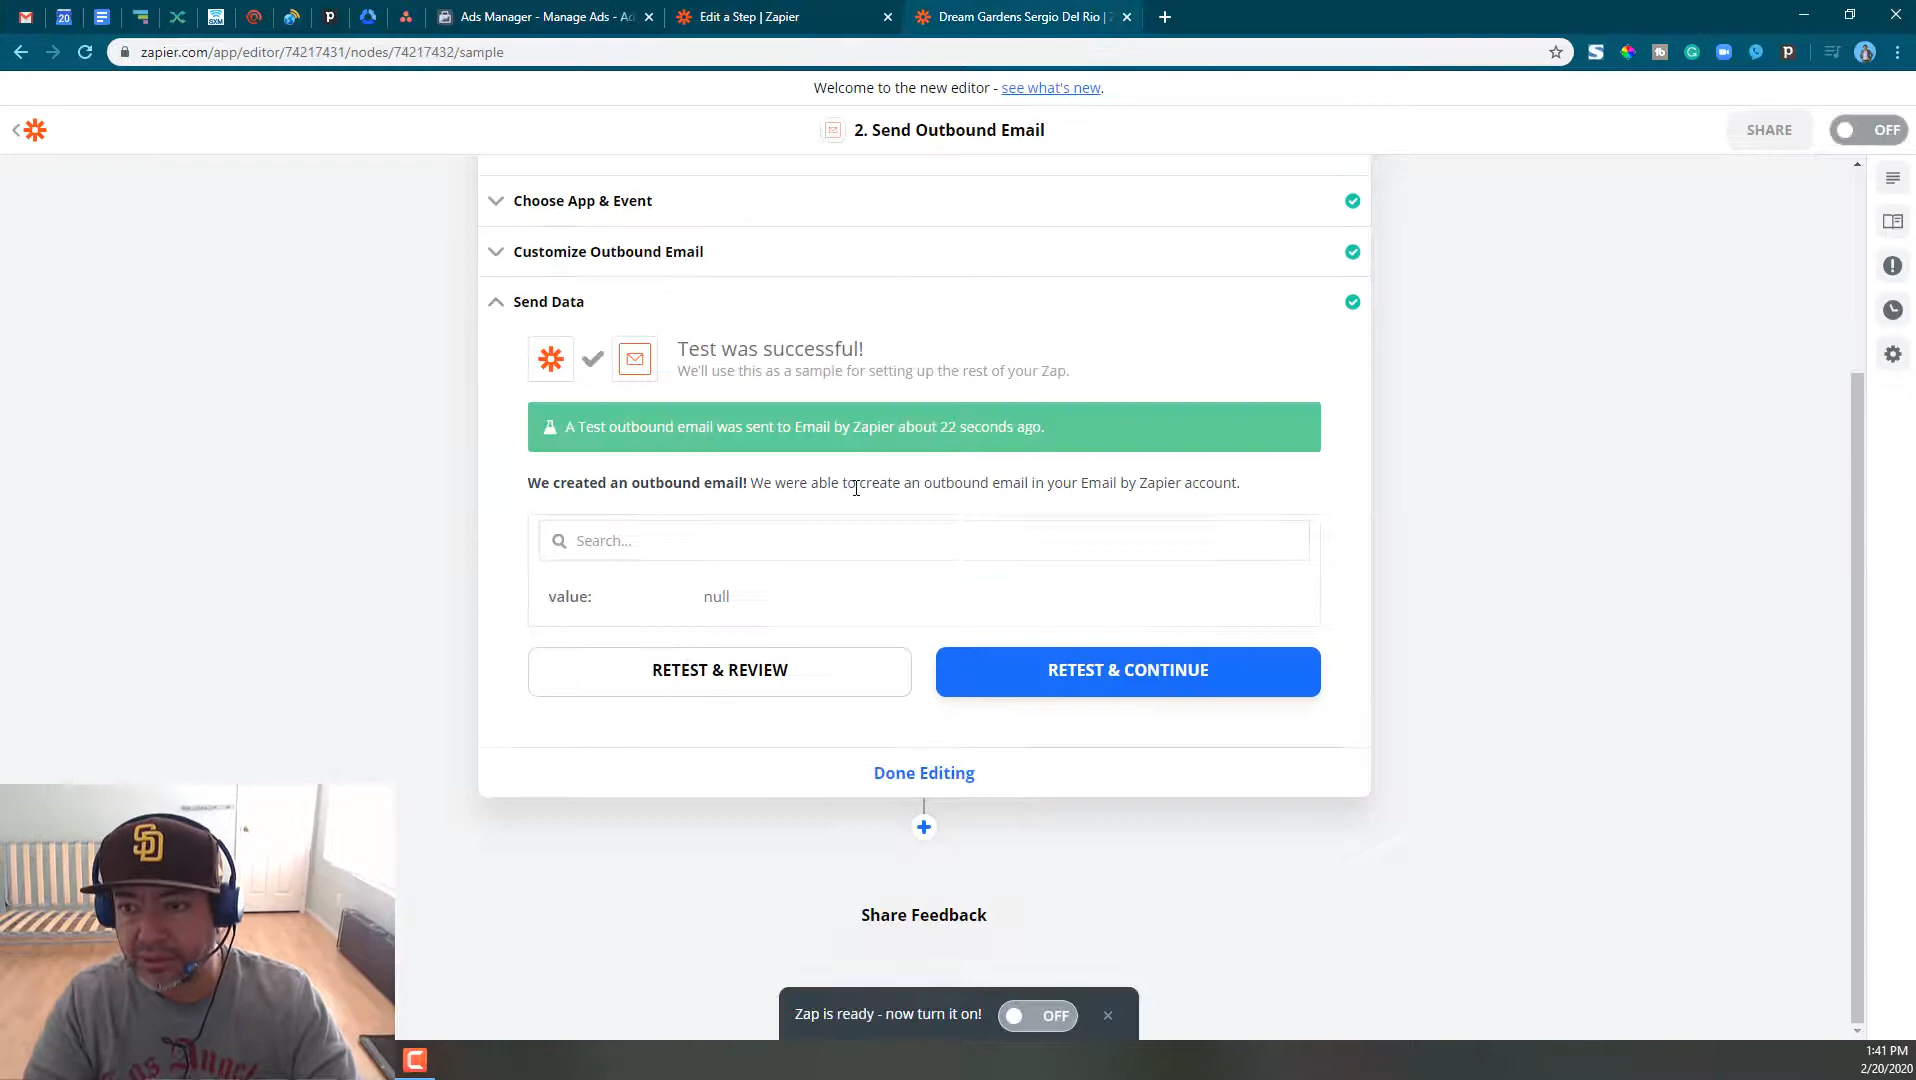 Ads Manager - Manage Ads - Ad
Edit a Step | Zapier
Dream Gardens Sergio Del Rio | Z
zapier.com/app/editor/74217431/nodes/74217432/sample
Welcome to the new editor - see what's new.
2. Send Outbound Email
SHARE
OFF
Choose App & Event
Customize Outbound Email
Send Data
Test was successful!
We'll use this as a sample for setting up the rest of your Zap.
A Test outbound email was sent to Email by Zapier about 22 seconds ago.
We created an outbound email! We were able to create an outbound email in your Email by Zapier account.
Search...
value: null
RETEST & REVIEW
RETEST & CONTINUE
Done Editing
Share Feedback
Zap is ready - now turn it on! OFF
SD
Los Angeles
1:41 PM
2/20/2020